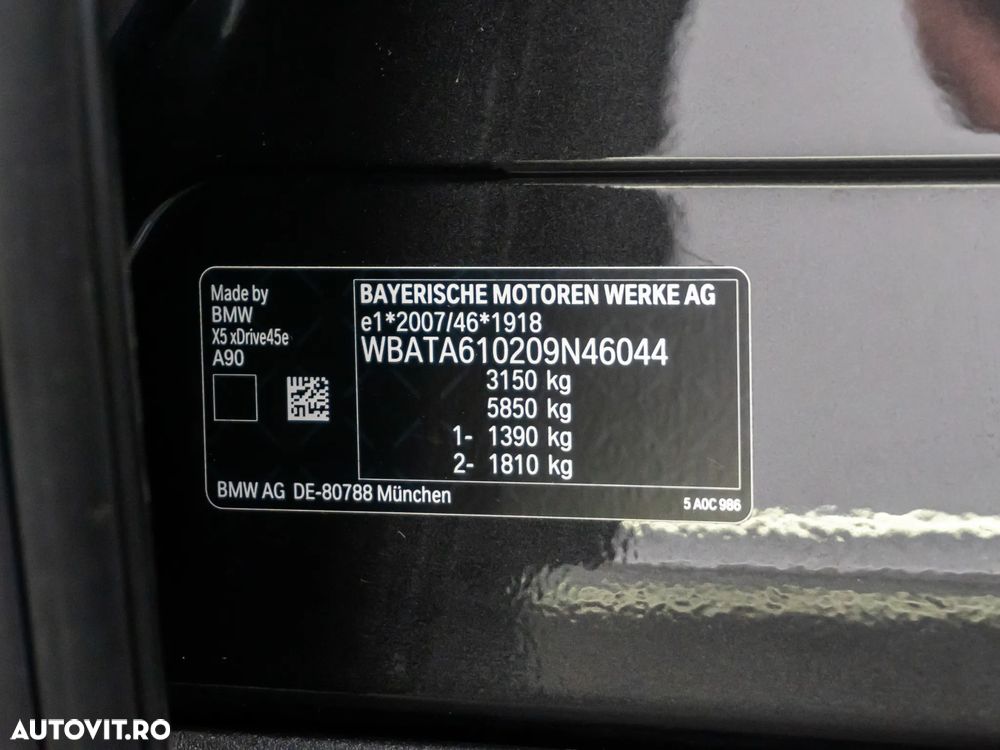 Made by
BMW
X5 xDrive45e
A90
BAYERISCHE MOTOREN WERKE AG
e1*2007/46*1918
WBATA610209N46044
3150 kg
5850 kg
1- 1390 kg
2- 1810 kg
BMW AG DE-80788 München
5 A0C 986
AUTOVIT.RO